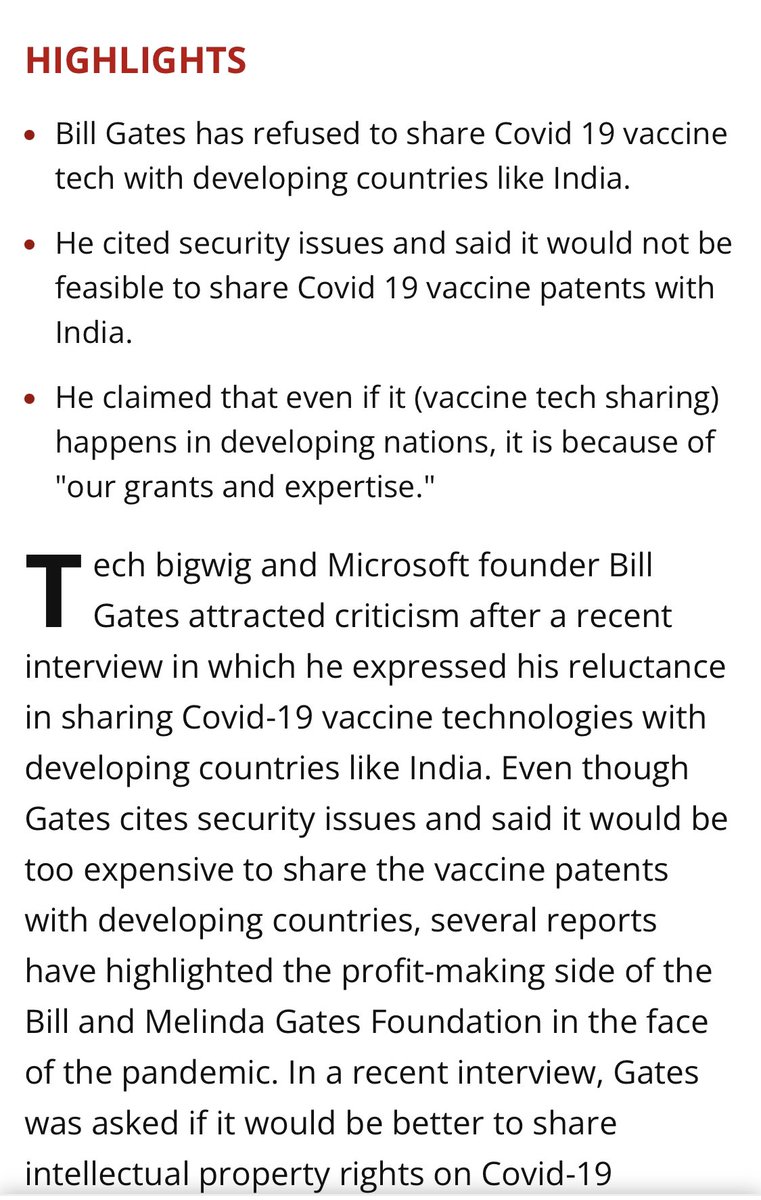 HIGHLIGHTS
• Bill Gates has refused to share Covid 19 vaccine
tech with developing countries like India.
• He cited security issues and said it would not be
feasible to share Covid 19 vaccine patents with
India.
• He claimed that even if it (vaccine tech sharing)
happens in developing nations, it is because of
"our grants and expertise."
Tech bigwig and Microsoft founder Bill
Gates attracted criticism after a recent
interview in which he expressed his reluctance
in sharing Covid-19 vaccine technologies with
developing countries like India. Even though
Gates cites security issues and said it would be
too expensive to share the vaccine patents
with developing countries, several reports
have highlighted the profit-making side of the
Bill and Melinda Gates Foundation in the face
of the pandemic. In a recent interview, Gates
was asked if it would be better to share
intellectual property rights on Covid-19